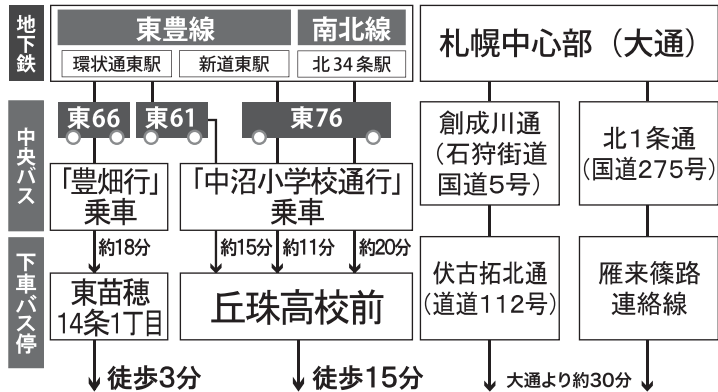 地下鉄
東豊線
南北線
環状通東駅
新道東駅
北34条駅
中央バス
東66
東61
東76
「豊畑行」
乗車
「中沼小学校通行」
乗車
約18分
約15分
約11分
約20分
下車バス停
東苗穂
14条1丁目
丘珠高校前
徒歩3分
徒歩15分
札幌中心部（大通）
創成川通
（石狩街道
国道5号）
北1条通
（国道275号）
伏古拓北通
（道道112号）
雁来篠路
連絡線
大通より約30分